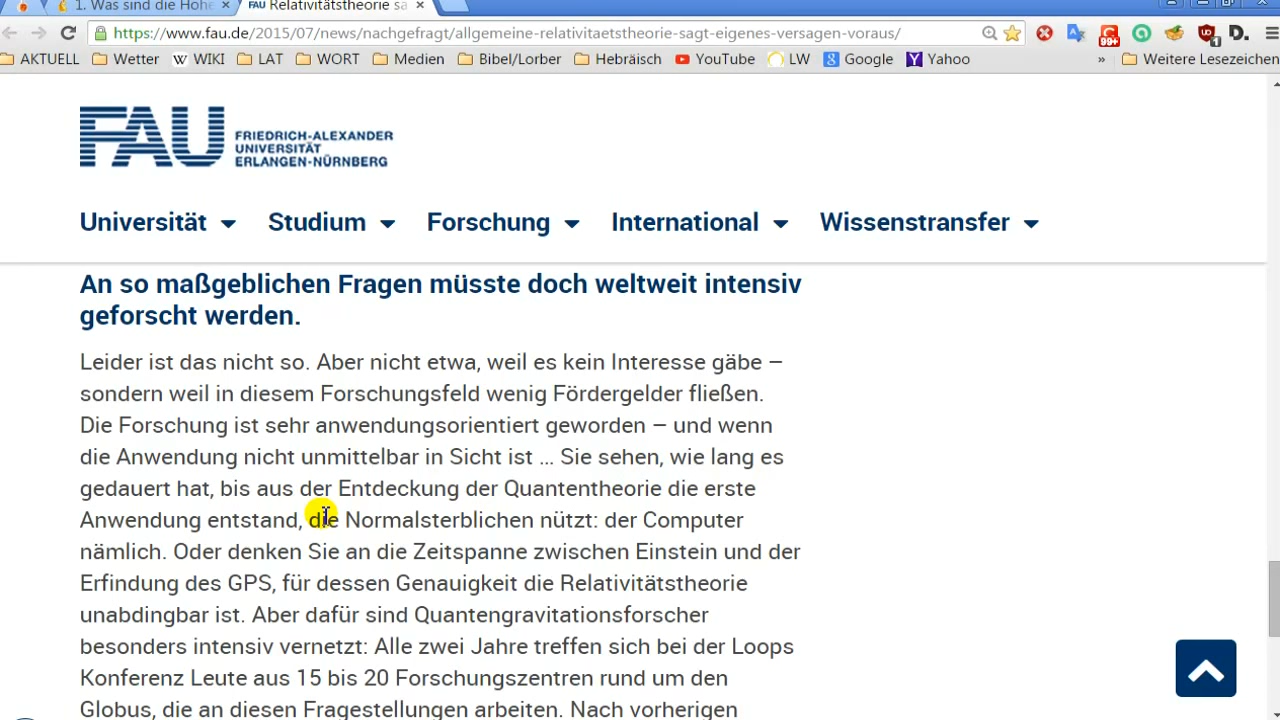 1. Was sind die Hohe
FAU Relativitätstheorie sa
https://www.fau.de/2015/07/news/nachgefragt/allgemeine-relativitaetstheorie-sagt-eigenes-versagen-voraus/
99+
1
D.
AKTUELL Wetter W WIKI LAT WORT Medien Bibel/Lorber Hebräisch YouTube LW Google Yahoo » Weitere Lesezeichen
FAU
FRIEDRICH-ALEXANDER
UNIVERSITÄT
ERLANGEN-NÜRNBERG
Universität Studium Forschung International Wissenstransfer
An so maßgeblichen Fragen müsste doch weltweit intensiv
geforscht werden.
Leider ist das nicht so. Aber nicht etwa, weil es kein Interesse gäbe –
sondern weil in diesem Forschungsfeld wenig Fördergelder fließen.
Die Forschung ist sehr anwendungsorientiert geworden – und wenn
die Anwendung nicht unmittelbar in Sicht ist ... Sie sehen, wie lang es
gedauert hat, bis aus der Entdeckung der Quantentheorie die erste
Anwendung entstand, die Normalsterblichen nützt: der Computer
nämlich. Oder denken Sie an die Zeitspanne zwischen Einstein und der
Erfindung des GPS, für dessen Genauigkeit die Relativitätstheorie
unabdingbar ist. Aber dafür sind Quantengravitationsforscher
besonders intensiv vernetzt: Alle zwei Jahre treffen sich bei der Loops
Konferenz Leute aus 15 bis 20 Forschungszentren rund um den
Globus, die an diesen Fragestellungen arbeiten. Nach vorherigen